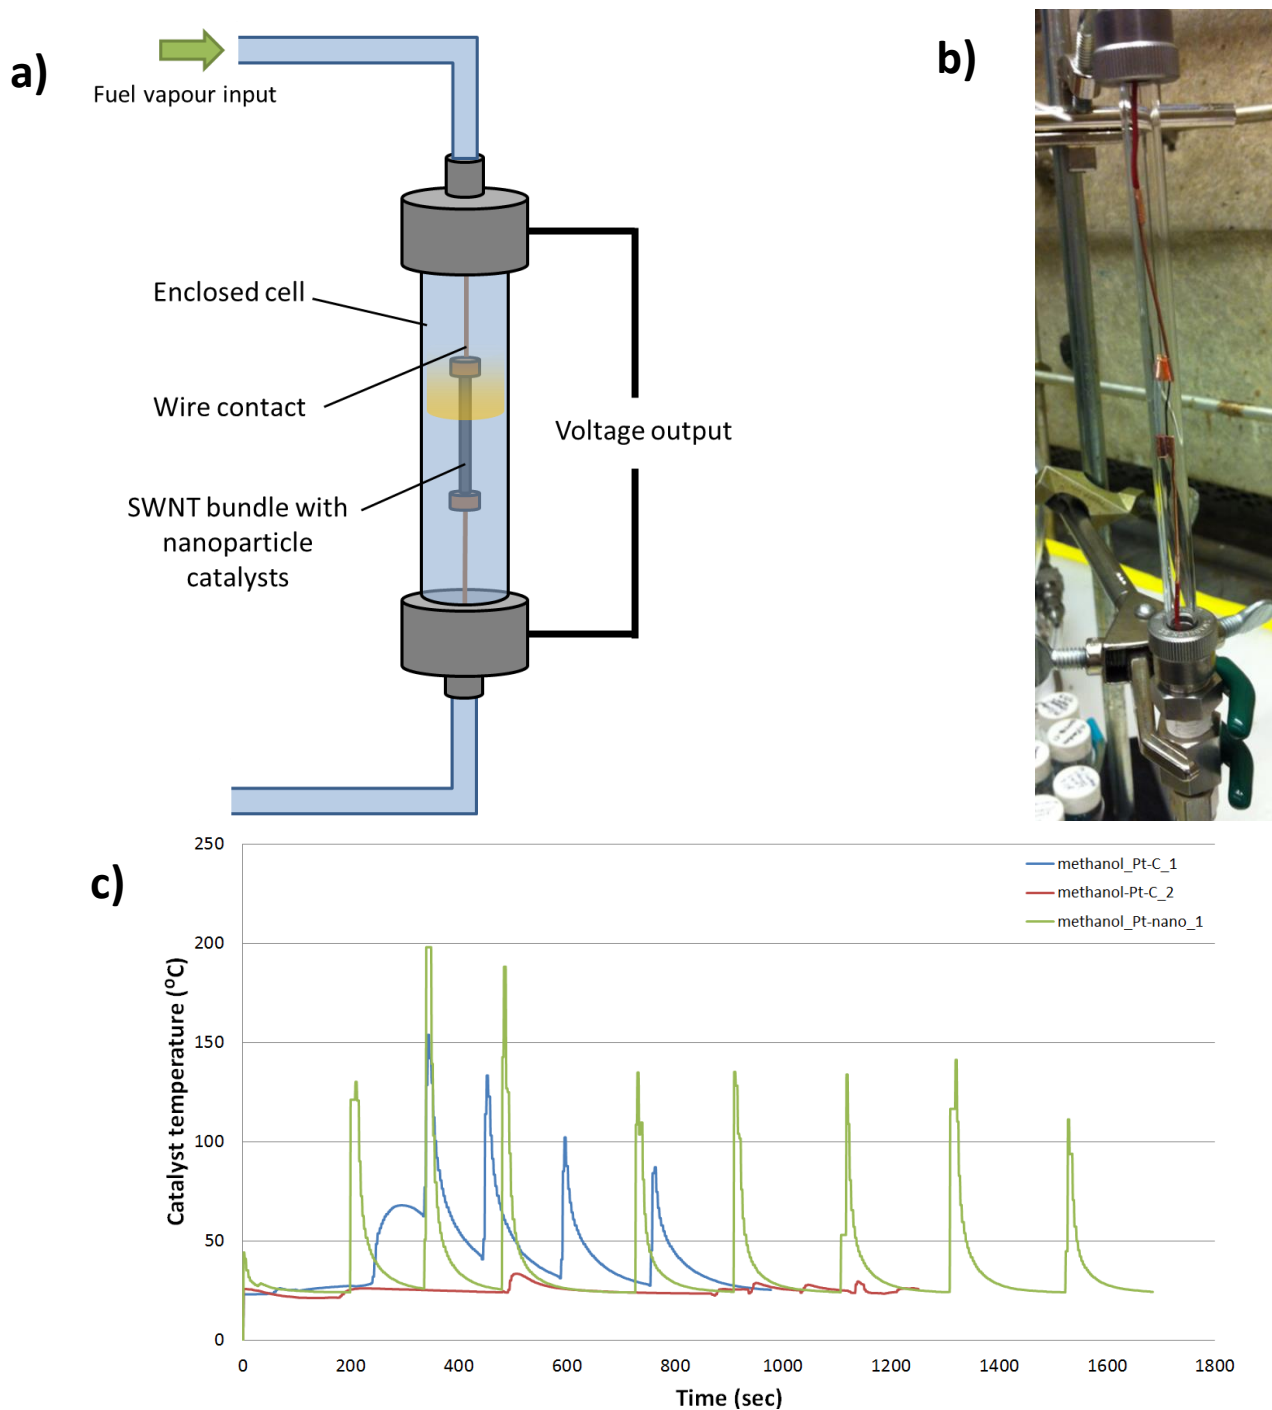 a)
Fuel vapour input
Enclosed cell
Wire contact
SWNT bundle with
nanoparticle
catalysts
Voltage output
b)
c)
250
200
150
100
50
0
Catalyst temperature (⁰C)
methanol_Pt-C_1
methanol-Pt-C_2
methanol_Pt-nano_1
0 200 400 600 800 1000 1200 1400 1600 1800
Time (sec)